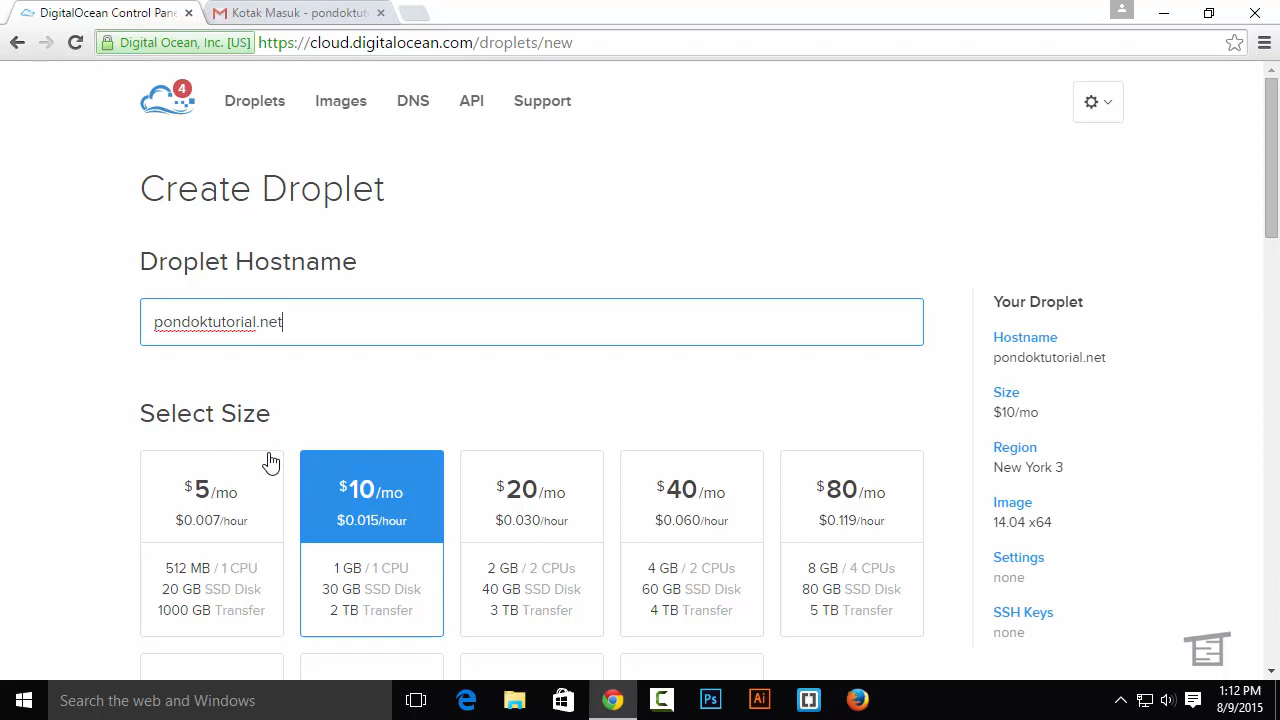 DigitalOcean Control Pane
Kotak Masuk - pondoktut
Digital Ocean, Inc. [US]
https://cloud.digitalocean.com/droplets/new
4
Droplets
Images
DNS
API
Support
Create Droplet
Droplet Hostname
pondoktutorial.net
Select Size
$5/mo
$0.007/hour
512 MB / 1 CPU
20 GB SSD Disk
1000 GB Transfer
$10/mo
$0.015/hour
1 GB / 1 CPU
30 GB SSD Disk
2 TB Transfer
$20/mo
$0.030/hour
2 GB / 2 CPUs
40 GB SSD Disk
3 TB Transfer
$40/mo
$0.060/hour
4 GB / 2 CPUs
60 GB SSD Disk
4 TB Transfer
$80/mo
$0.119/hour
8 GB / 4 CPUs
80 GB SSD Disk
5 TB Transfer
Your Droplet
Hostname
pondoktutorial.net
Size
$10/mo
Region
New York 3
Image
14.04 x64
Settings
none
SSH Keys
none
Search the web and Windows
Ps
Ai
1:12 PM
8/9/2015